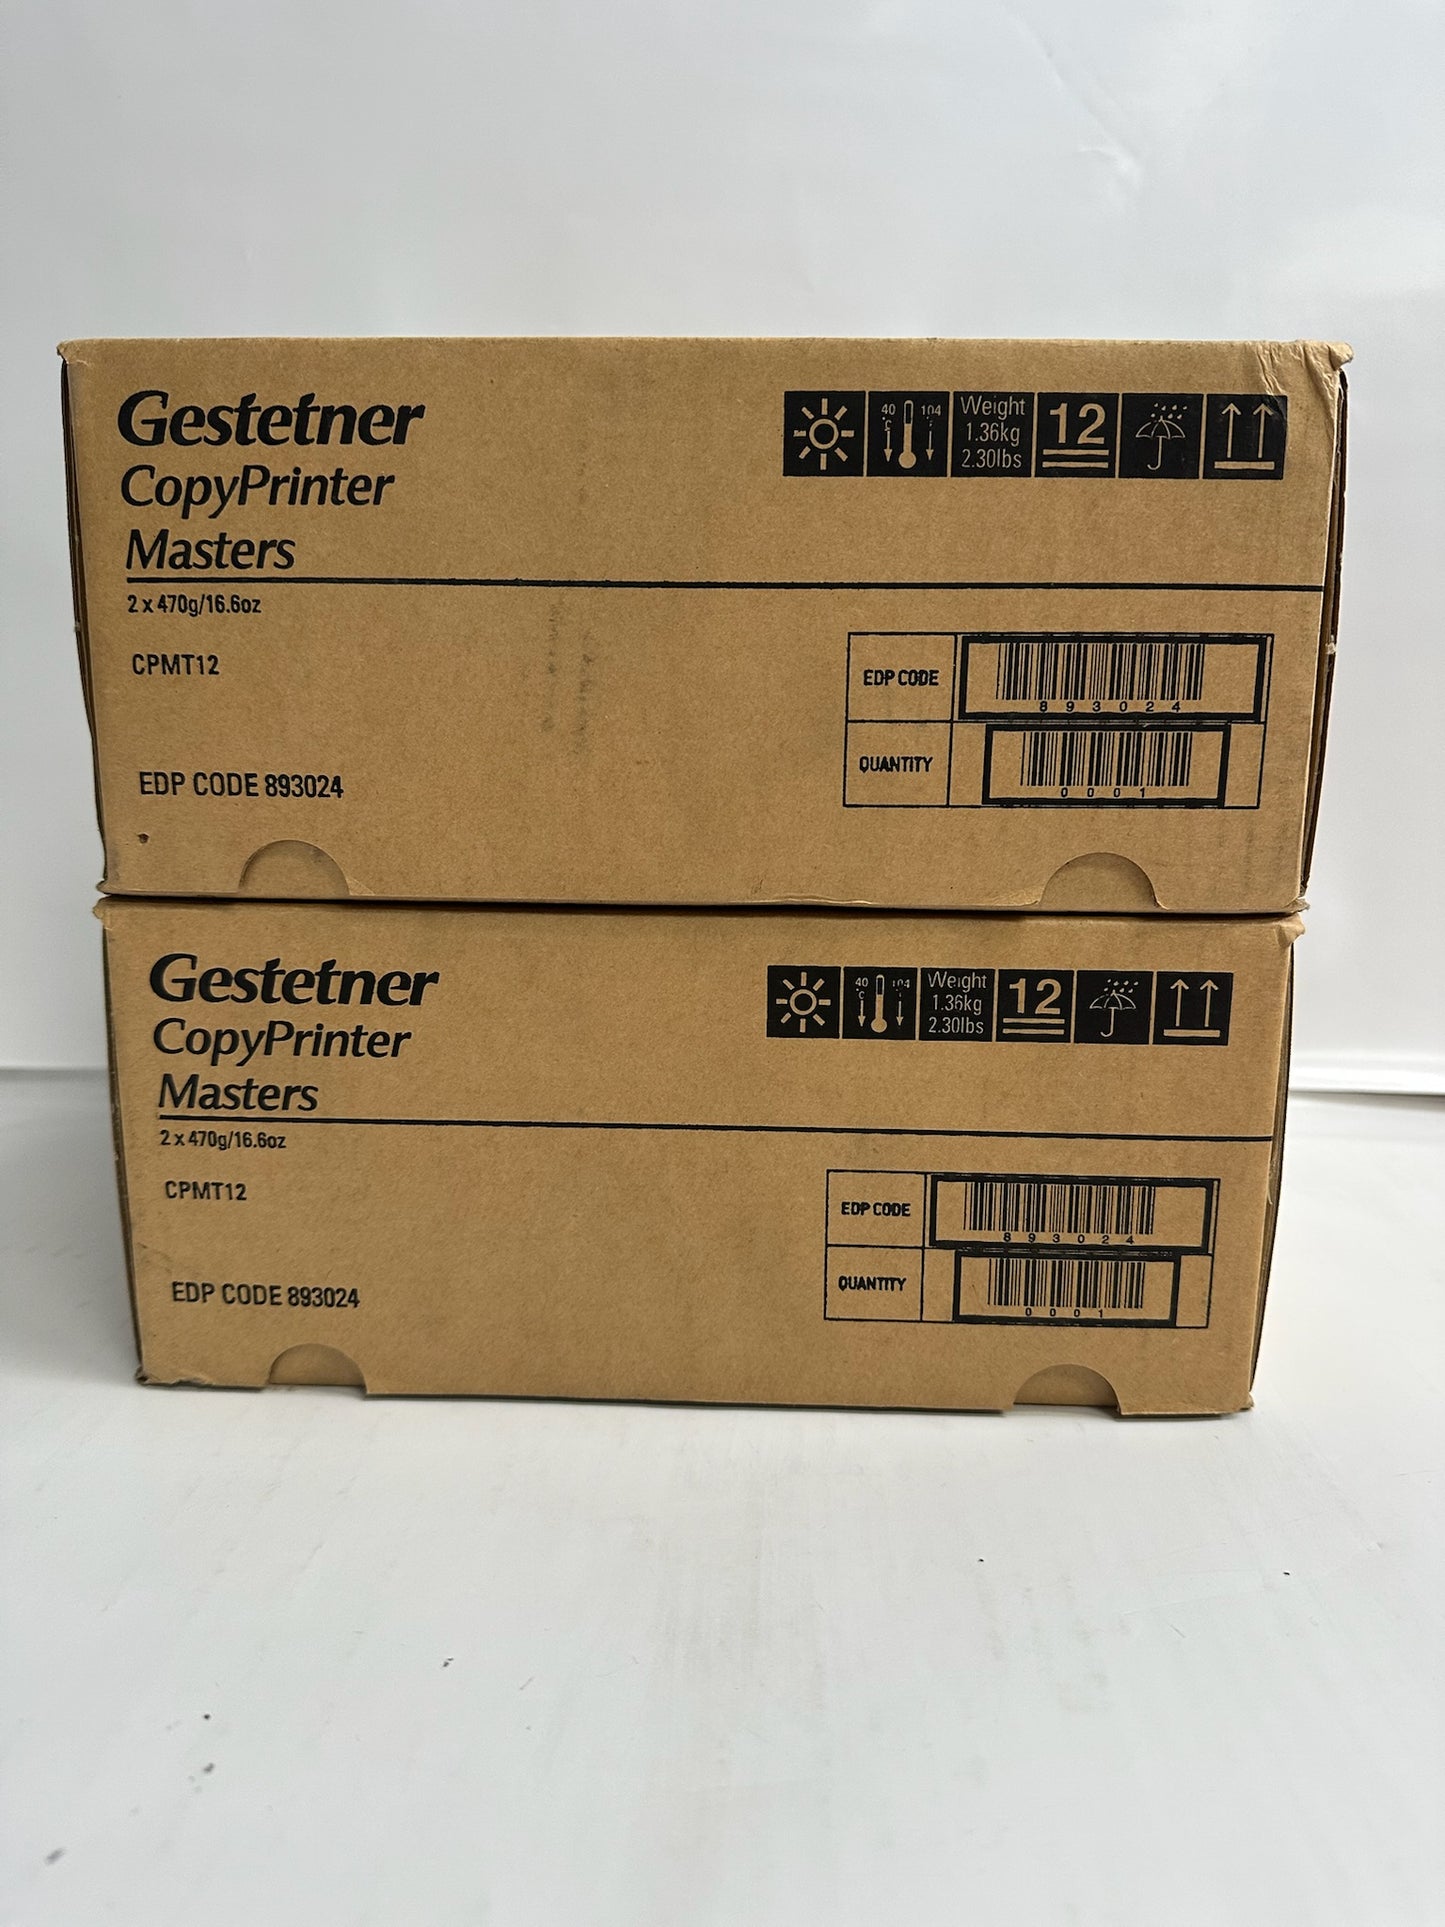 Gestetner
CopyPrinter
Masters
2 x 470g/16.6oz
CPMT12
EDP CODE 893024
40 °C 104
Weight
1.36kg
2.30lbs
12
EDP CODE
893024
QUANTITY
0001
Gestetner
CopyPrinter
Masters
2 x 470g/16.6oz
CPMT12
EDP CODE 893024
40 °C 104
Weight
1.36kg
2.30lbs
12
EDP CODE
893024
QUANTITY
0001